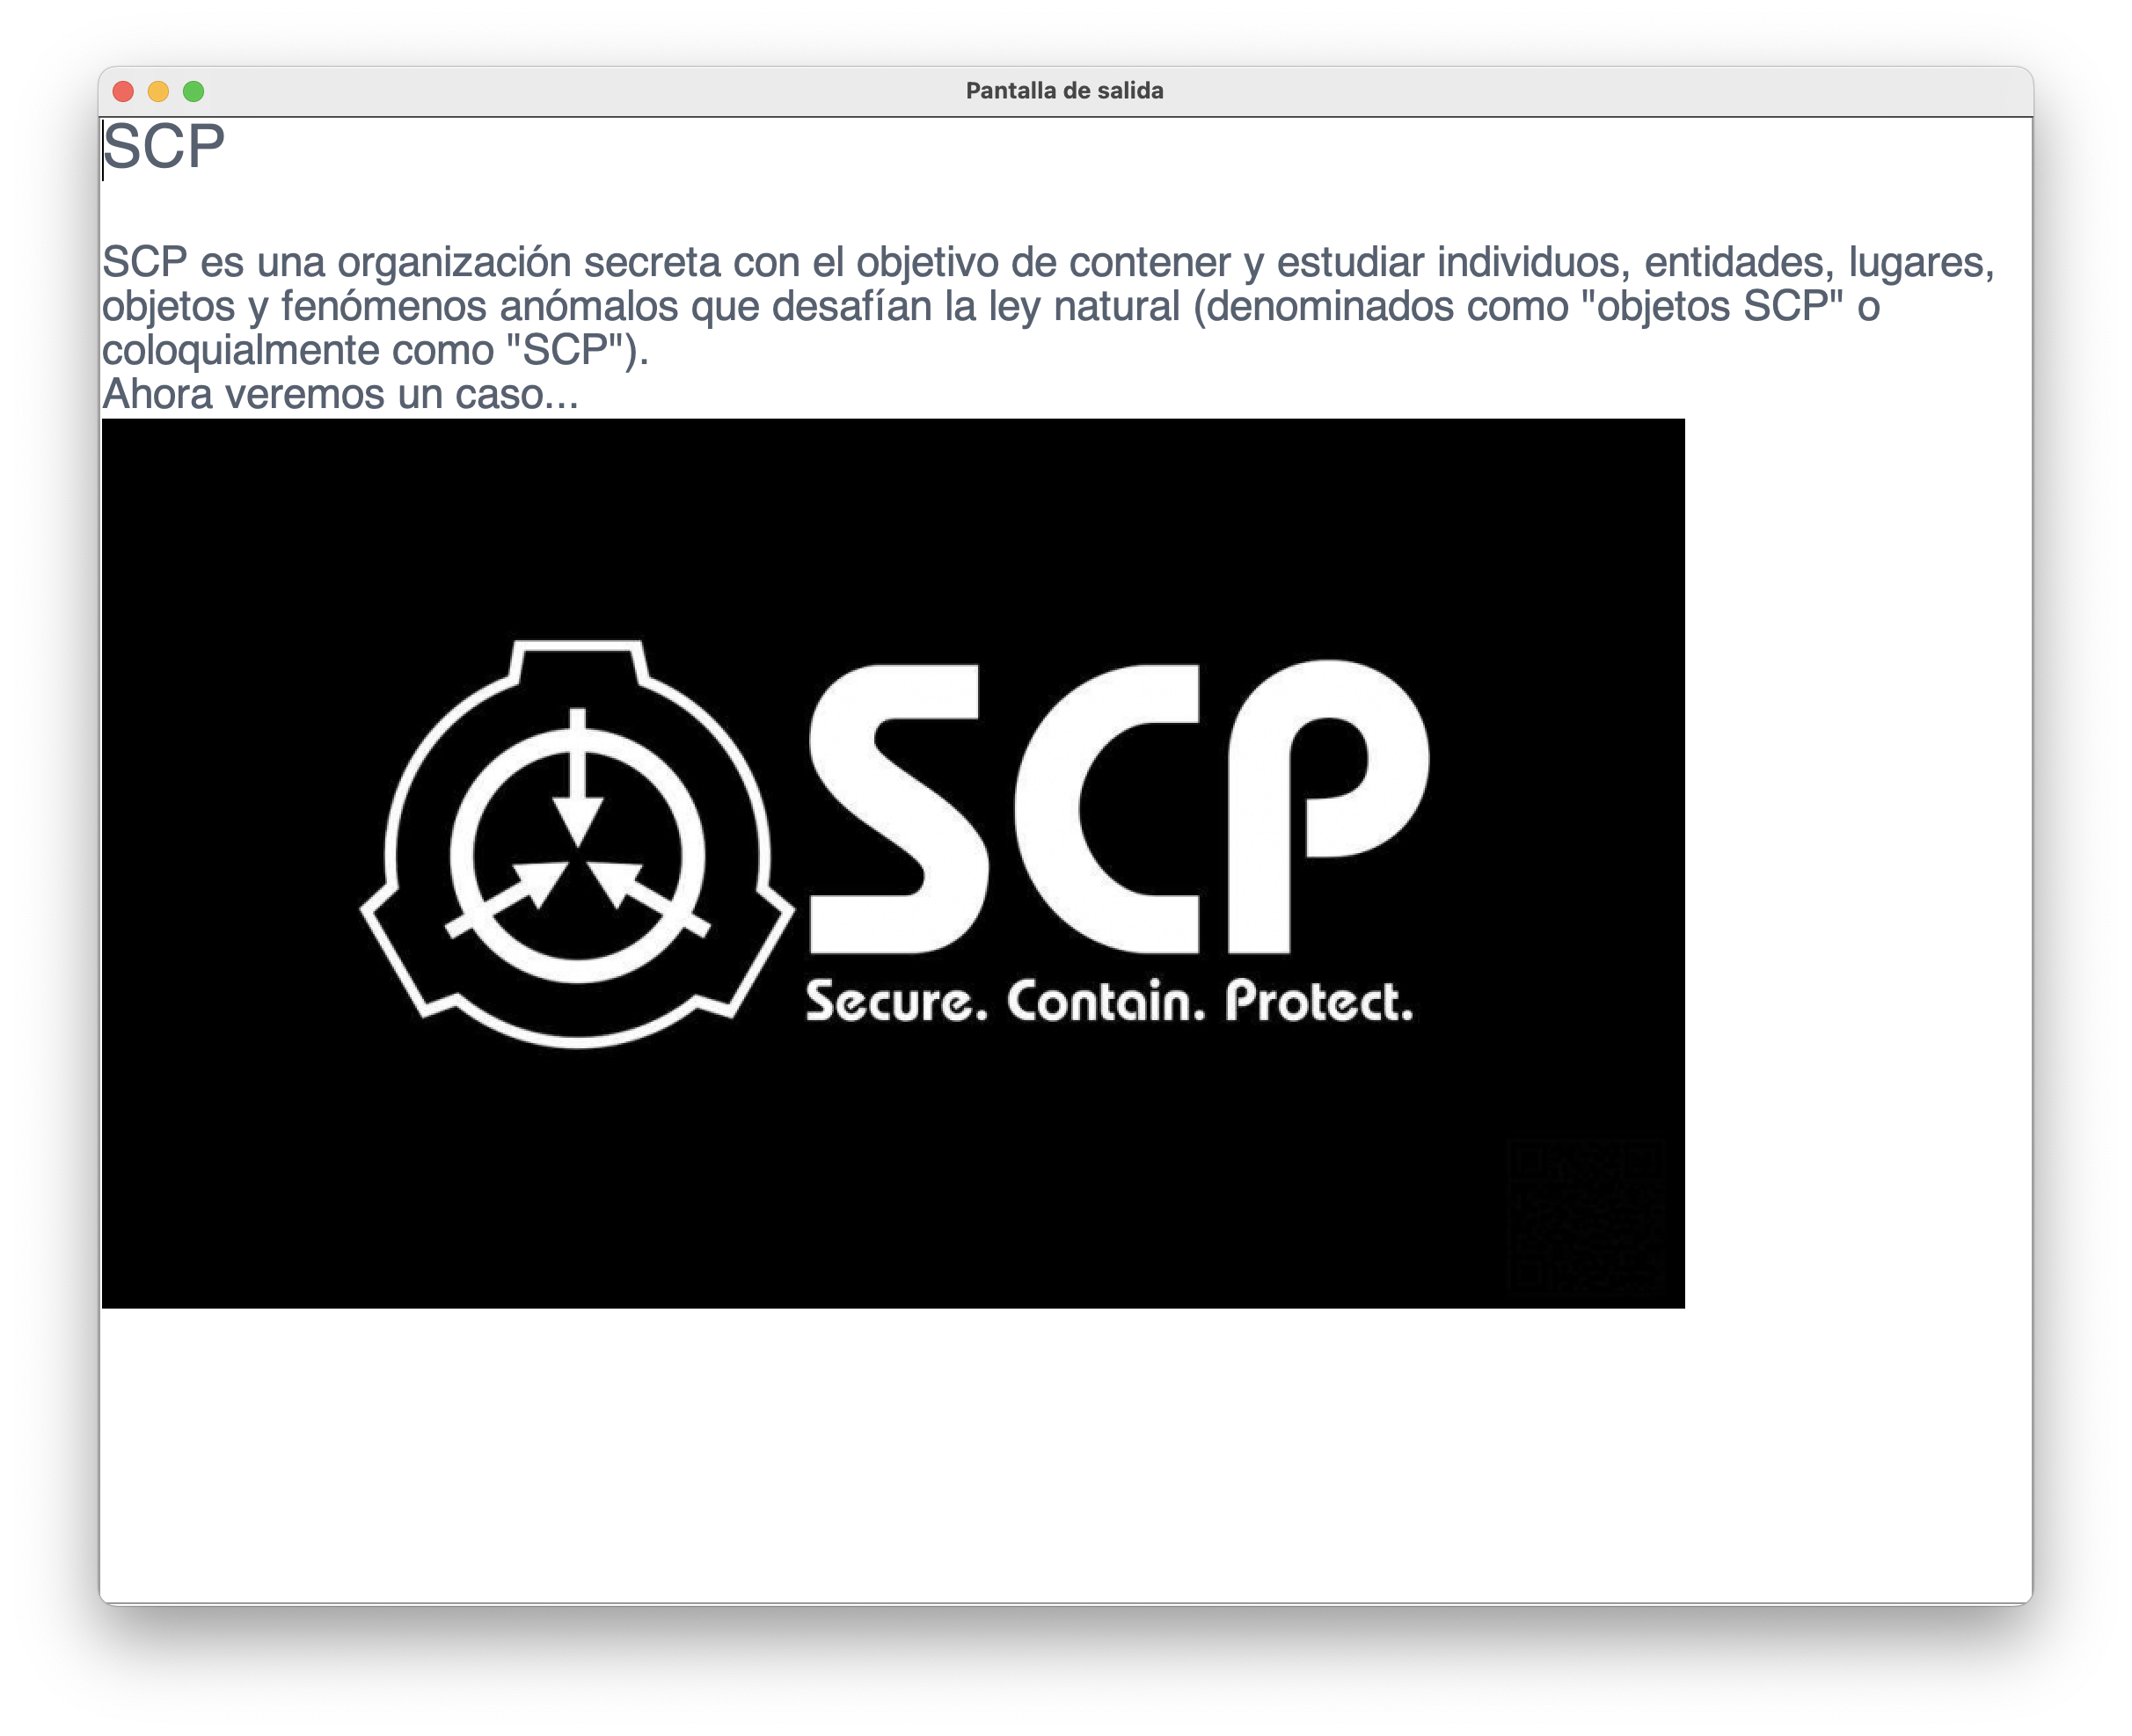 Pantalla de salida
SCP
SCP es una organización secreta con el objetivo de contener y estudiar individuos, entidades, lugares,
objetos y fenómenos anómalos que desafían la ley natural (denominados como "objetos SCP" o
coloquialmente como "SCP").
Ahora veremos un caso...
SCP
Secure. Contain. Protect.